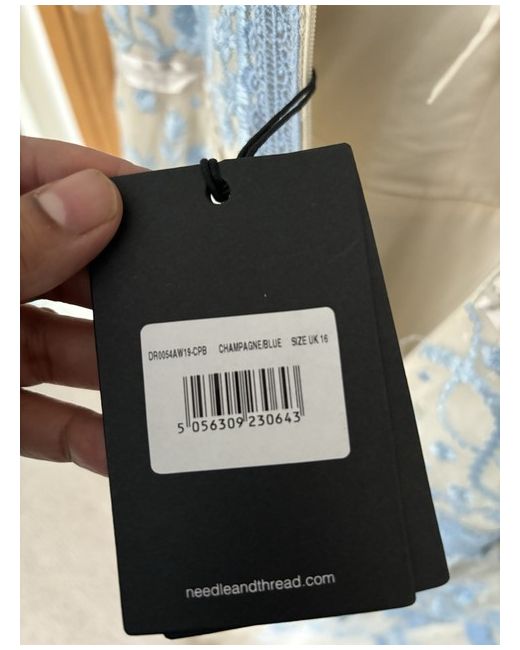 DR0054AW19-CPB CHAMPAGNE/BLUE SIZE UK 16
5 056309 230643
needleandthread.com